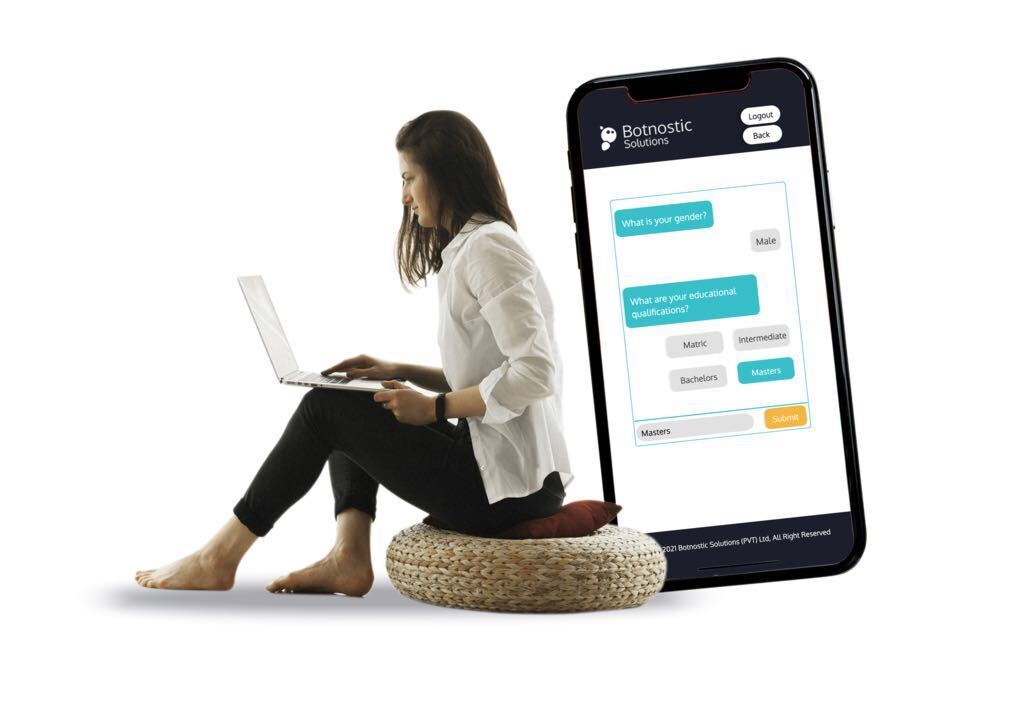 Botnostic
Solutions
Logout
Back
What is your gender?
Male
What are your educational
qualifications?
Matric
Intermediate
Bachelors
Masters
Masters
Submit
2021 Botnostic Solutions (PVT) Ltd, All Right Reserved